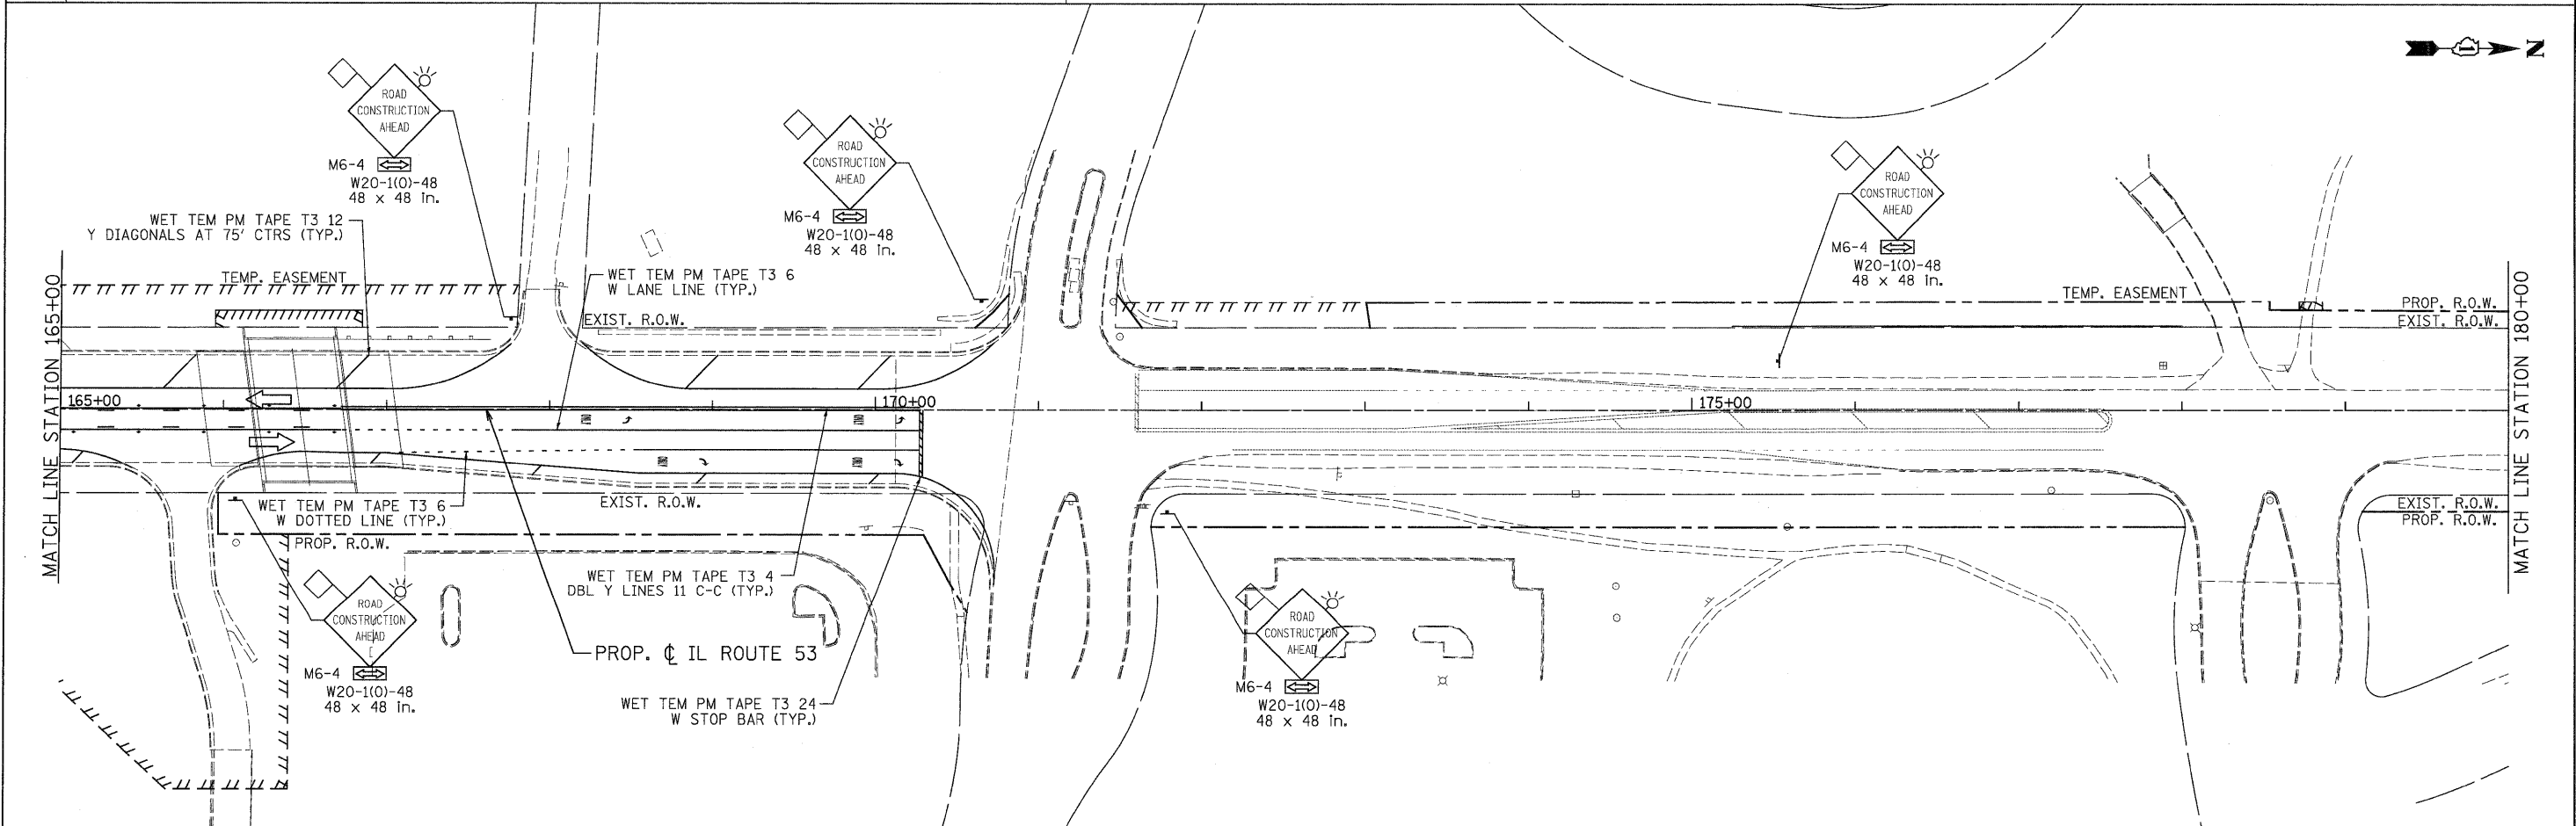 N
ROAD
CONSTRUCTION
AHEAD
M6-4
W20-1(0)-48
48 x 48 in.
ROAD
CONSTRUCTION
AHEAD
M6-4
W20-1(0)-48
48 x 48 in.
ROAD
CONSTRUCTION
AHEAD
M6-4
W20-1(0)-48
48 x 48 in.
WET TEM PM TAPE T3 12
Y DIAGONALS AT 75' CTRS (TYP.)
TEMP. EASEMENT
WET TEM PM TAPE T3 6
W LANE LINE (TYP.)
EXIST. R.O.W.
TEMP. EASEMENT
PROP. R.O.W.
EXIST. R.O.W.
MATCH LINE STATION 165+00
165+00
170+00
175+00
MATCH LINE STATION 180+00
WET TEM PM TAPE T3 6
W DOTTED LINE (TYP.)
EXIST. R.O.W.
EXIST. R.O.W.
PROP. R.O.W.
PROP. R.O.W.
WET TEM PM TAPE T3 4
DBL Y LINES 11 C-C (TYP.)
PROP. ℄ IL ROUTE 53
WET TEM PM TAPE T3 24
W STOP BAR (TYP.)
ROAD
CONSTRUCTION
AHEAD
M6-4
W20-1(0)-48
48 x 48 in.
ROAD
CONSTRUCTION
AHEAD
M6-4
W20-1(0)-48
48 x 48 in.